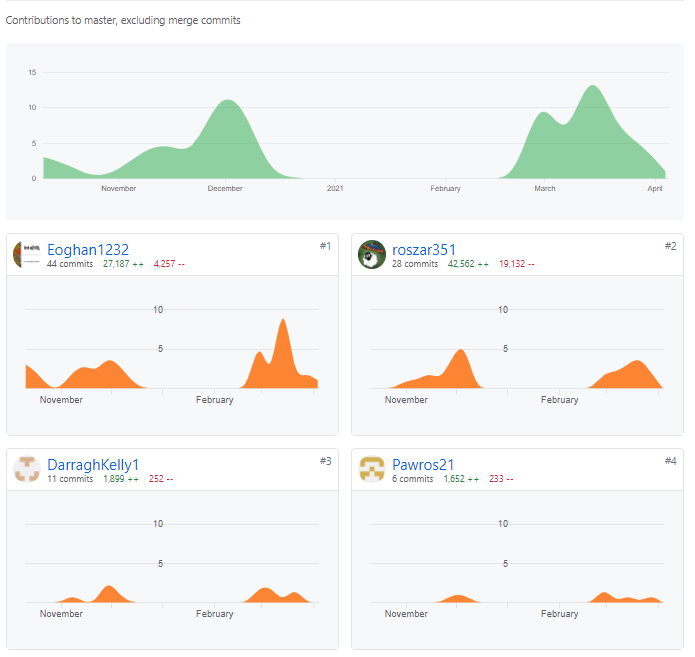 Contributions to master, excluding merge commits
15
10
5
0
November December 2021 February March April
Eoghan1232 #1
44 commits 27,187 ++ 4,257 --
10
5
November February
roszar351 #2
28 commits 42,562 ++ 19,132 --
10
5
November February
DarraghKelly1 #3
11 commits 1,899 ++ 252 --
10
5
November February
Pawros21 #4
6 commits 1,652 ++ 233 --
10
5
November February